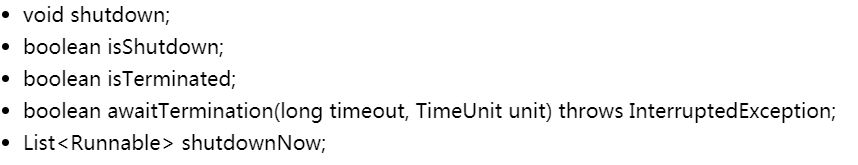 • void shutdown;
• boolean isShutdown;
• boolean isTerminated;
• boolean awaitTermination(long timeout, TimeUnit unit) throws InterruptedException;
• List<Runnable> shutdownNow;